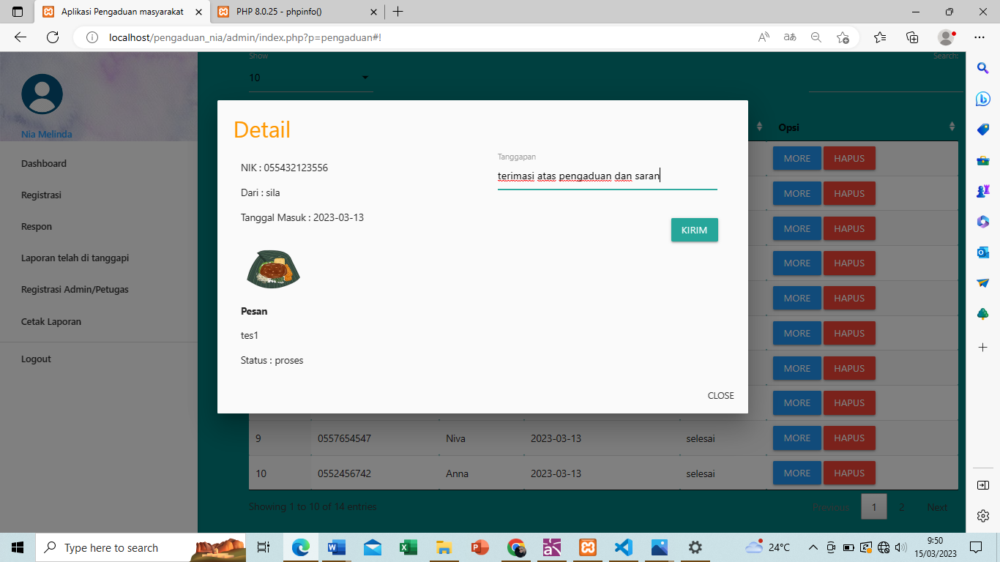 Aplikasi Pengaduan masyarakat
PHP 8.0.25 - phpinfo()
localhost/pengaduan_nia/admin/index.php?p=pengaduan#!
Nia Melinda
Dashboard
Registrasi
Respon
Laporan telah di tanggapi
Registrasi Admin/Petugas
Cetak Laporan
Logout
Show
10
Search:
Opsi
MORE HAPUS
MORE HAPUS
MORE HAPUS
MORE HAPUS
MORE HAPUS
MORE HAPUS
MORE HAPUS
MORE HAPUS
Detail
NIK : 055432123556
Dari : sila
Tanggal Masuk : 2023-03-13
Pesan
tes1
Status : proses
Tanggapan
terimasi atas pengaduan dan saran
KIRIM
CLOSE
9 0557654547 Niva 2023-03-13 selesai MORE HAPUS
10 0552456742 Anna 2023-03-13 selesai MORE HAPUS
Showing 1 to 10 of 14 entries
Previous 1 2 Next
Type here to search
24°C
9:50
15/03/2023